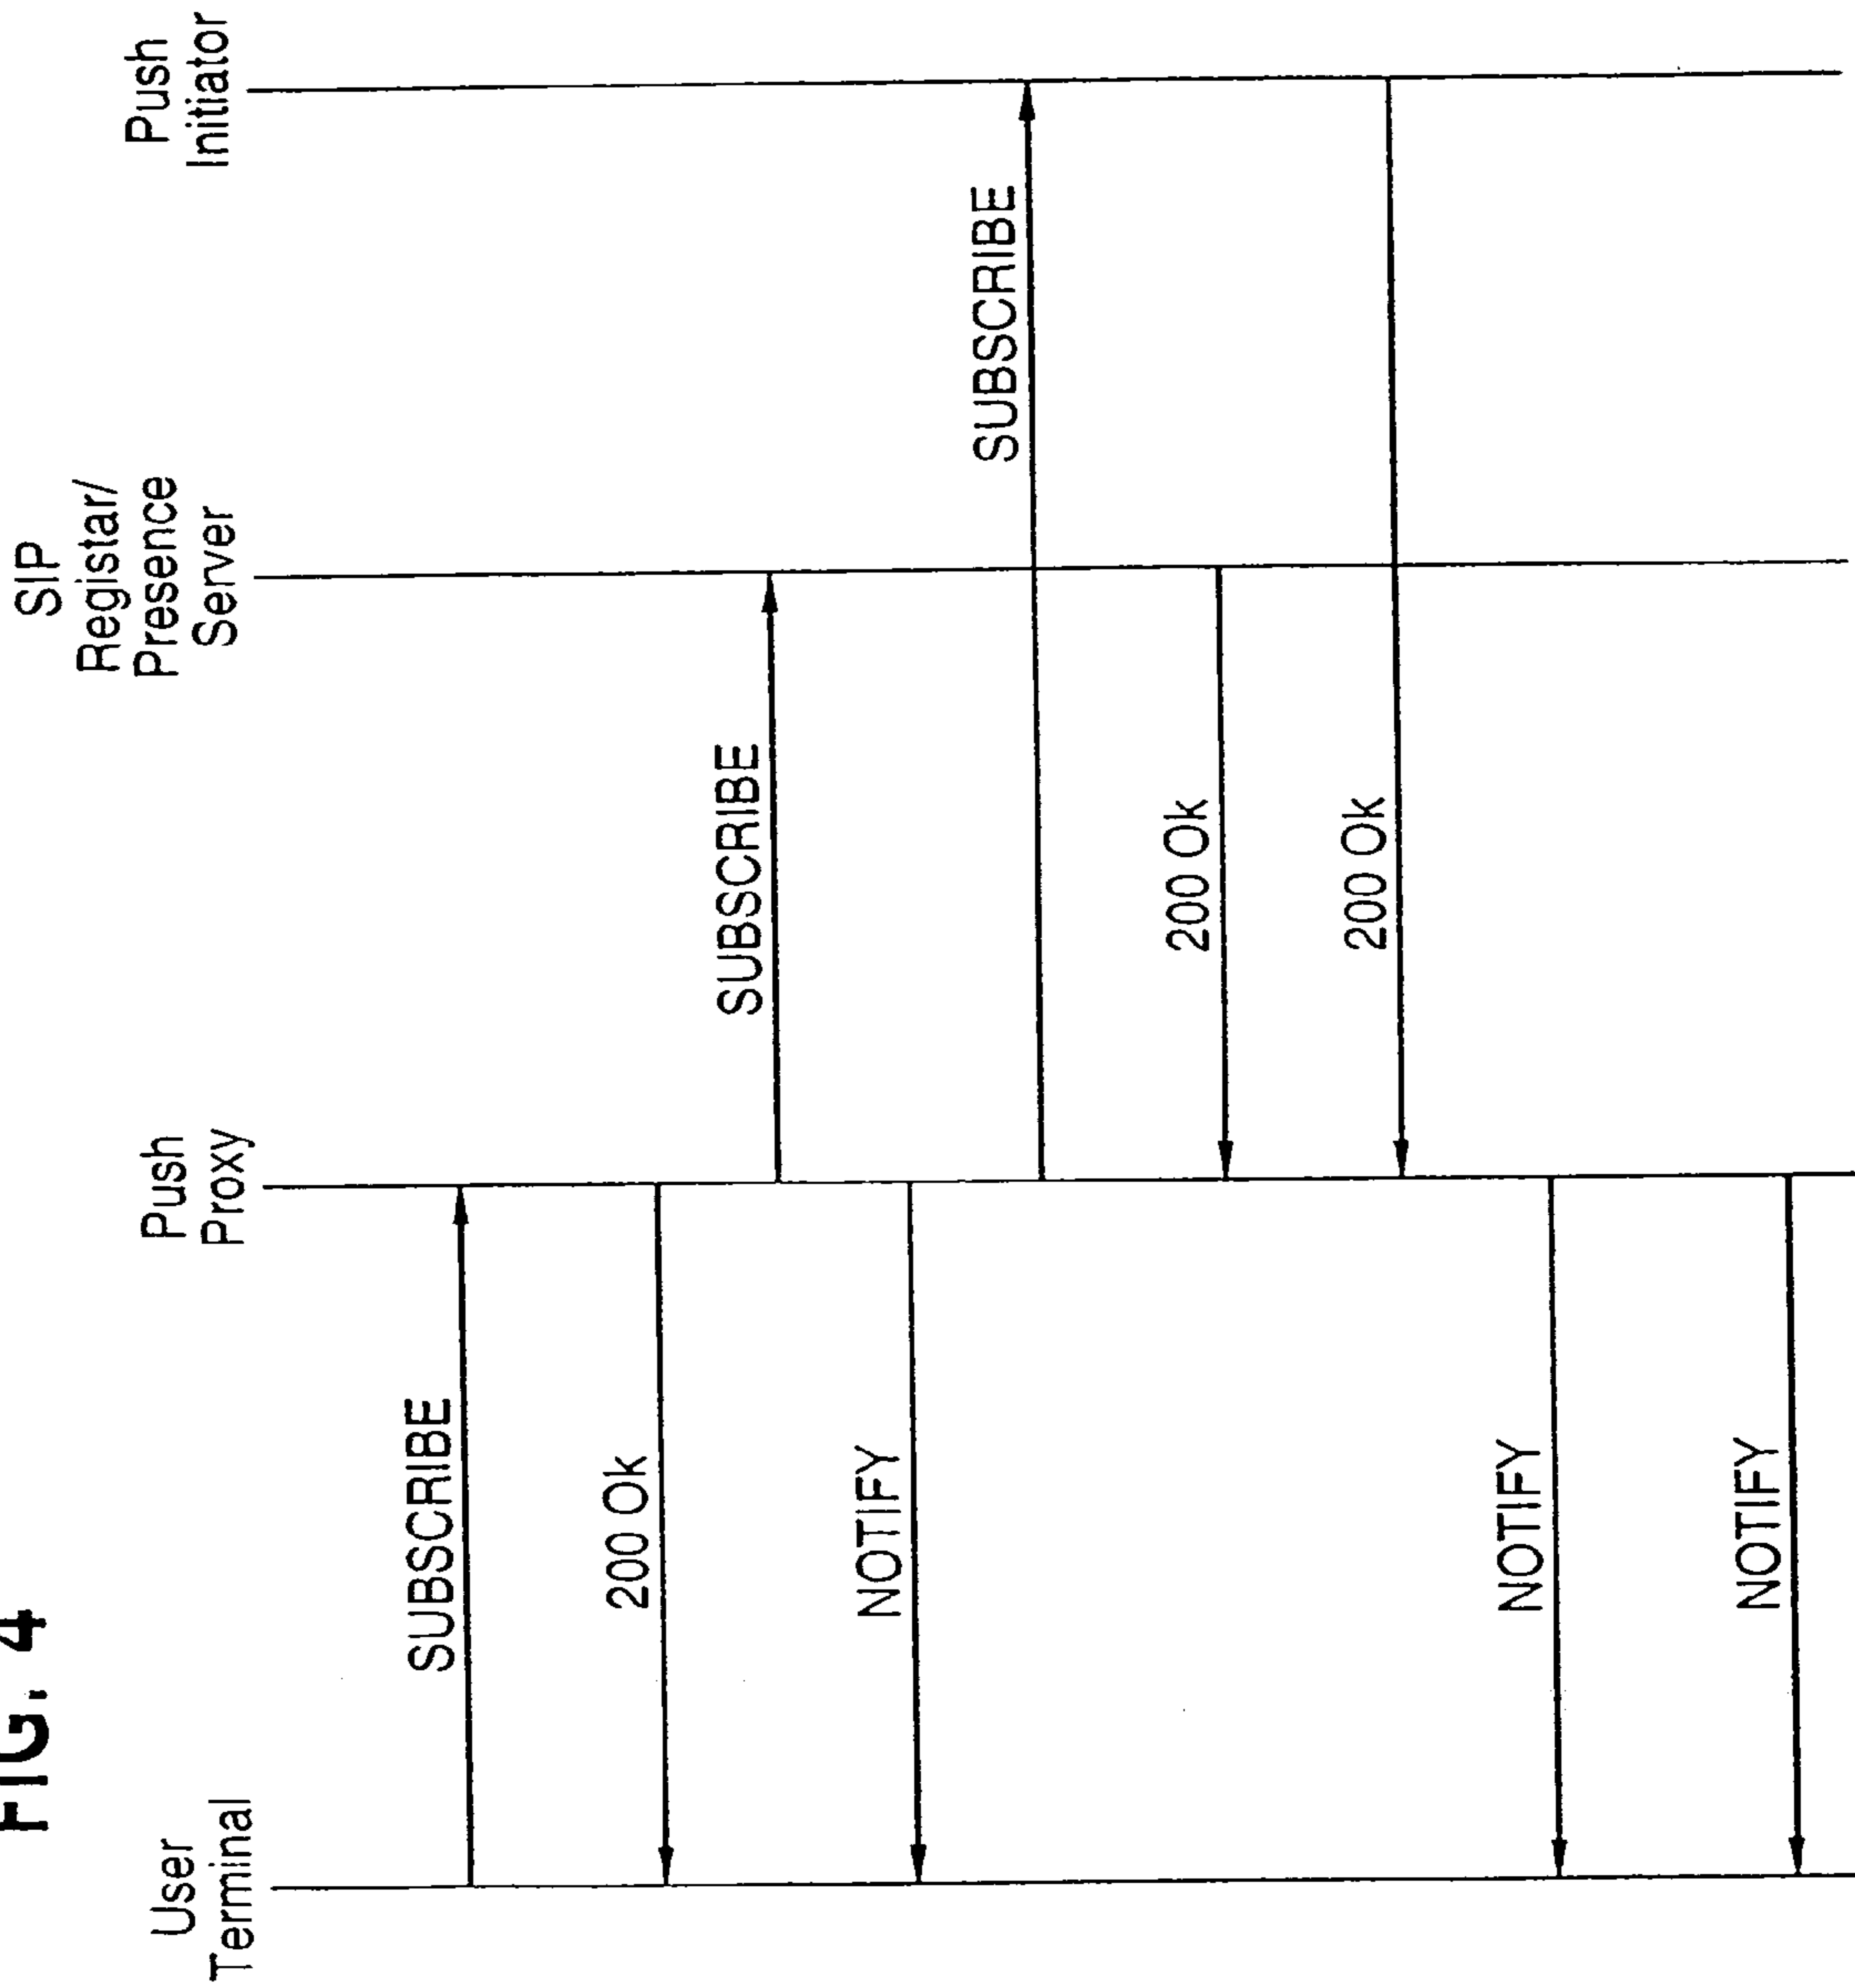 FIG. 4
User
Terminal
Push
Proxy
SIP
Registar/
Presence
Server
Push
Initiator
SUBSCRIBE
200 Ok
SUBSCRIBE
NOTIFY
SUBSCRIBE
200 Ok
200 Ok
NOTIFY
NOTIFY